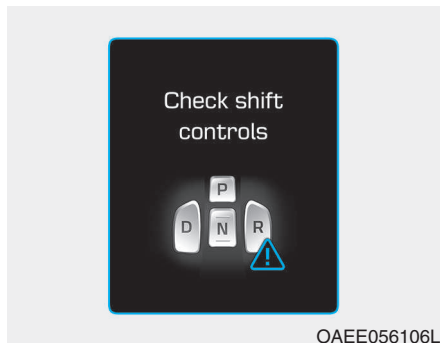 Check shift
controls
P
D N R
OAEE056106L